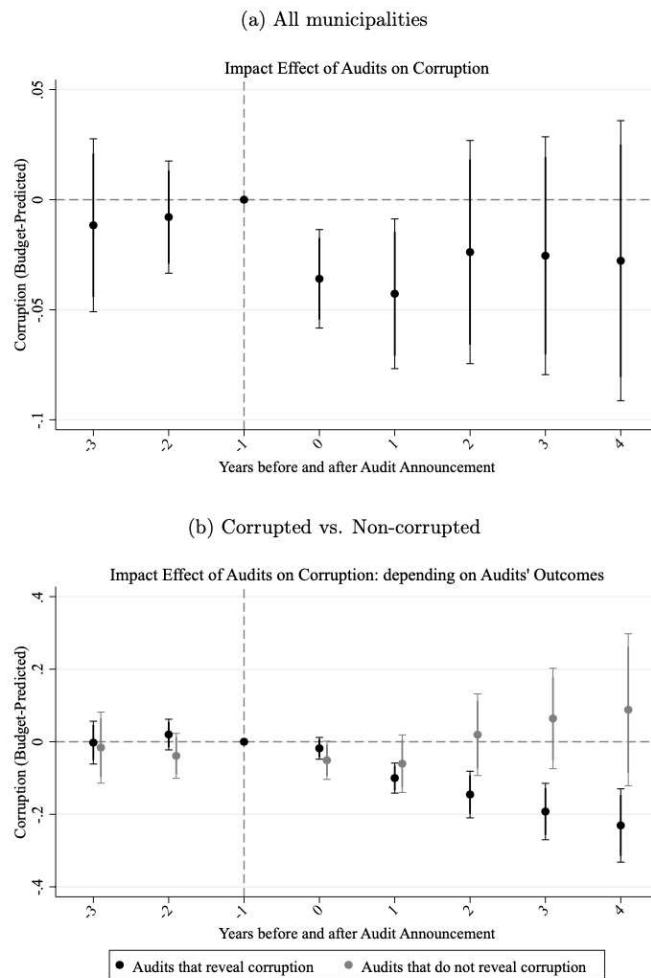 (a) All municipalities
Impact Effect of Audits on Corruption
Corruption (Budget-Predicted)
.05
0
-.05
-.1
-3 -2 -1 0 1 2 3 4
Years before and after Audit Announcement
(b) Corrupted vs. Non-corrupted
Impact Effect of Audits on Corruption: depending on Audits' Outcomes
Corruption (Budget-Predicted)
.4
.2
0
-.2
-.4
-3 -2 -1 0 1 2 3 4
Years before and after Audit Announcement
Audits that reveal corruption Audits that do not reveal corruption